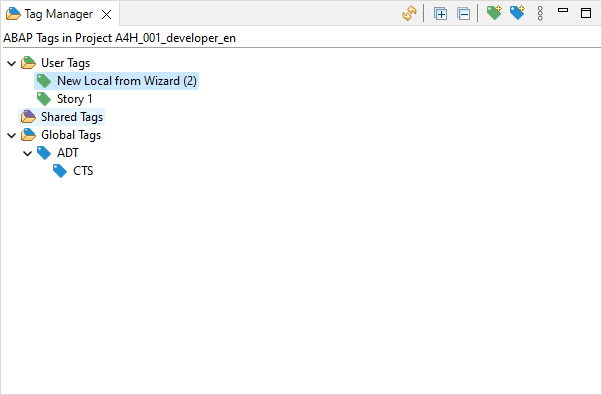 Tag Manager
ABAP Tags in Project A4H_001_developer_en
User Tags
New Local from Wizard (2)
Story 1
Shared Tags
Global Tags
ADT
CTS